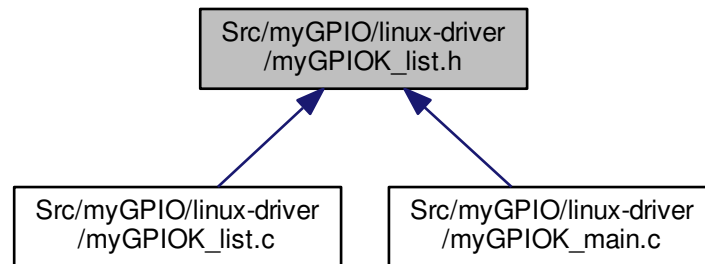 Src/myGPIO/linux-driver
/myGPIOK_list.h
Src/myGPIO/linux-driver
/myGPIOK_list.c
Src/myGPIO/linux-driver
/myGPIOK_main.c